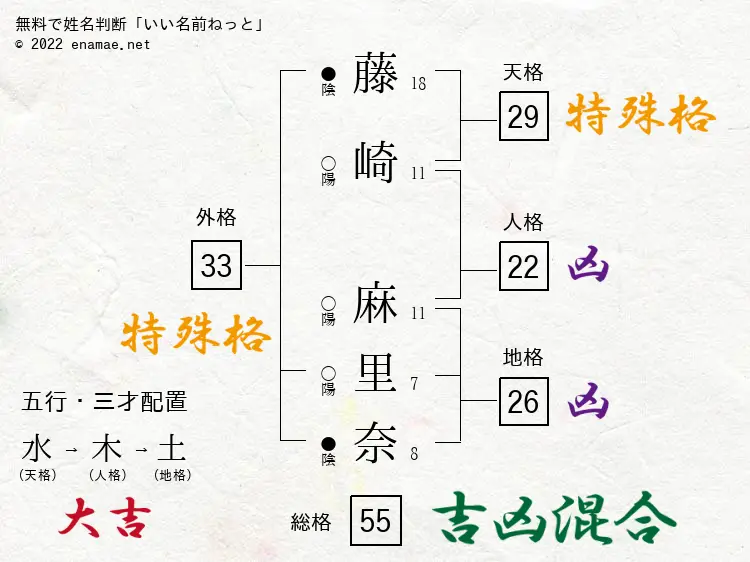 無料で姓名判断「いい名前ねっと」
© 2022 enamae.net
●陰 藤 18
○陽 崎 11
○陽 麻 11
○陽 里 7
●陰 奈 8
天格
29 特殊格
人格
22 凶
地格
26 凶
外格
33
特殊格
五行・三才配置
水 → 木 → 土
(天格) (人格) (地格)
大吉
総格 55 吉凶混合